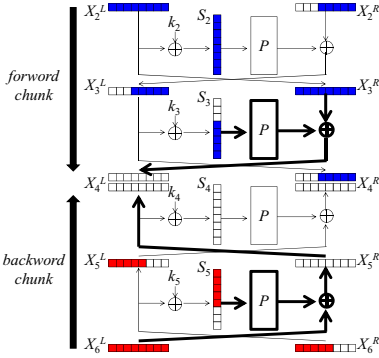 X₂ᴸ S₂ X₂ᴿ
k₂
P
forword
chunk
X₃ᴸ S₃ X₃ᴿ
k₃
P
X₄ᴸ S₄ X₄ᴿ
k₄
P
backword
chunk
X₅ᴸ S₅ X₅ᴿ
k₅
P
X₆ᴸ X₆ᴿ